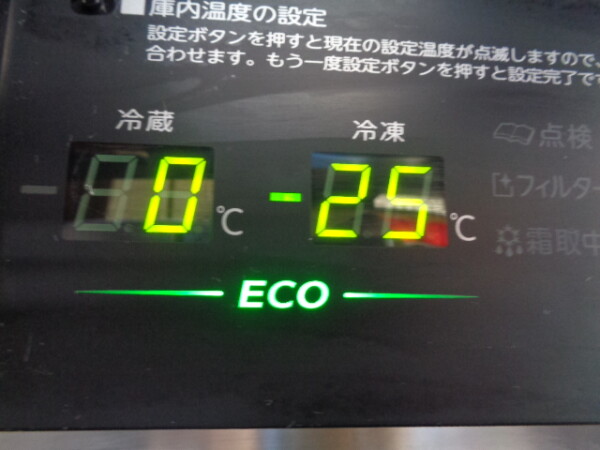 ■庫内温度の設定
設定ボタンを押すと現在の設定温度が点滅しますので、
合わせます。もう一度設定ボタンを押すと設定完了で
冷蔵 冷凍
点検
0℃ -25℃
フィルター
霜取中
ECO